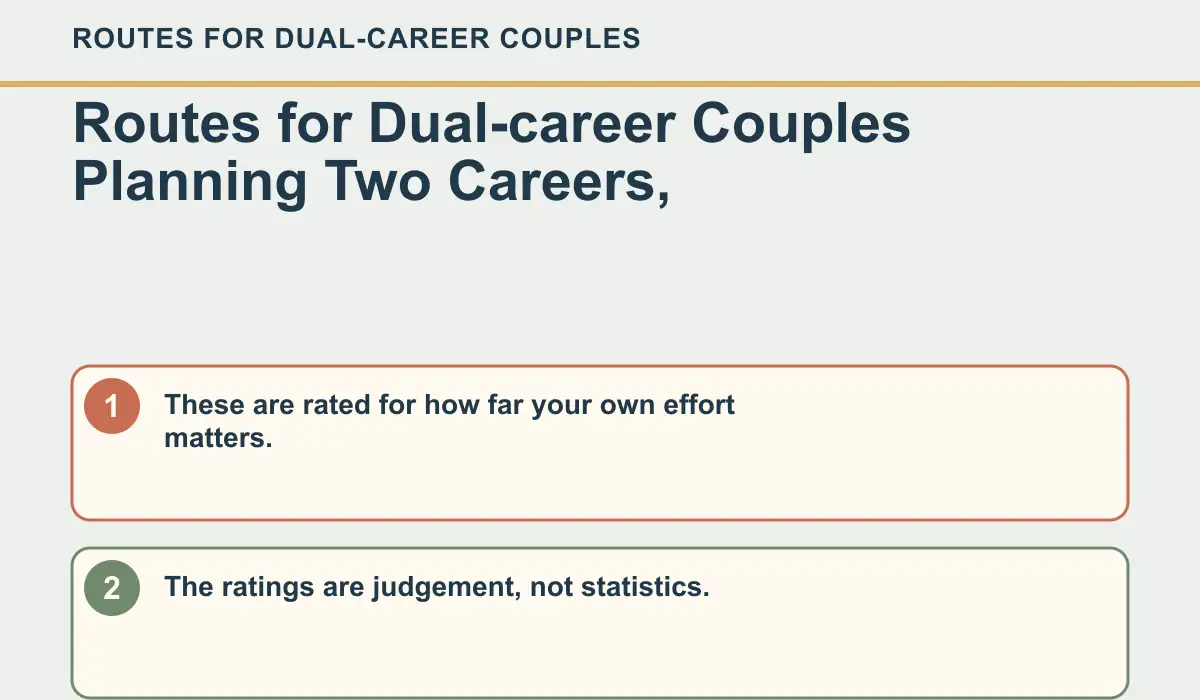 ROUTES FOR DUAL-CAREER COUPLES
Routes for Dual-career Couples
Planning Two Careers,
1
These are rated for how far your own effort
matters.
2
The ratings are judgement, not statistics.